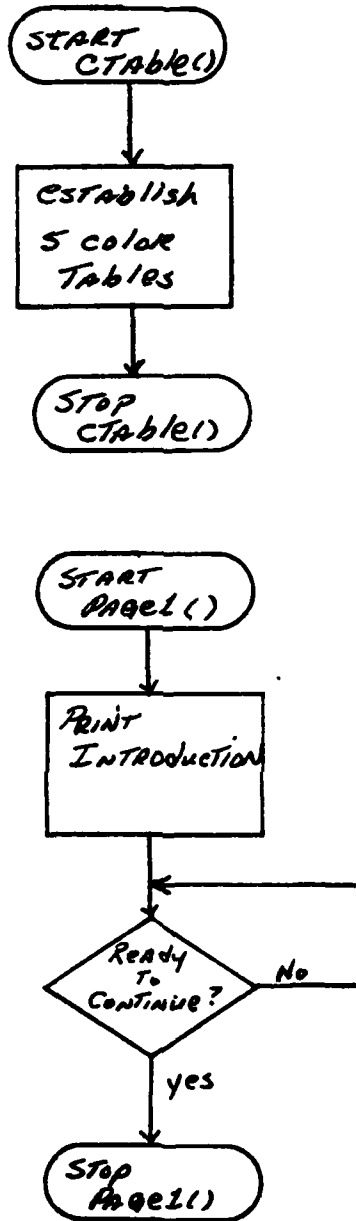 START
CTAble()
ESTAblish
5 color
TAbles
STOP
CTAble()
START
PAGE1()
PRINT
INTRODUCTION
READY
TO
CONTINUE?
No
yes
STOP
PAGE1()